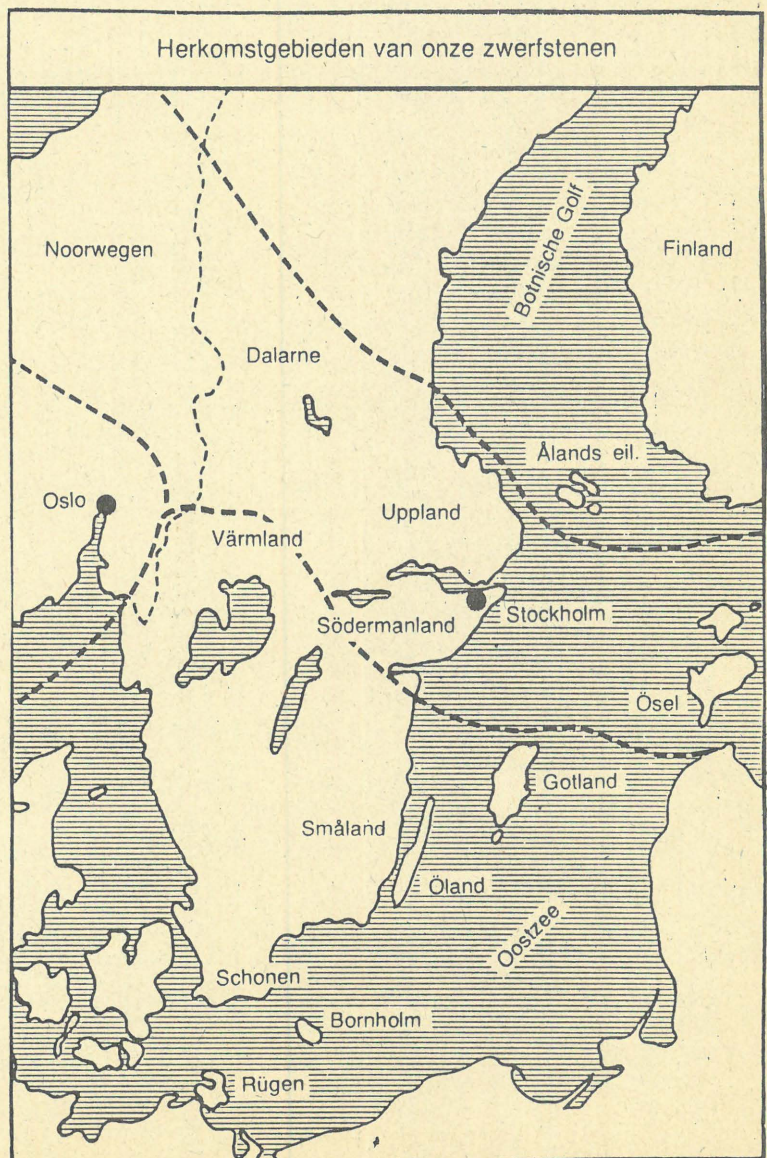 Herkomstgebieden van onze zwerfstenen
Noorwegen
Botnische Golf
Finland
Dalarne
Ålands eil.
Oslo
Uppland
Värmland
Stockholm
Södermanland
Ösel
Gotland
Småland
Öland
Oostzee
Schonen
Bornholm
Rügen